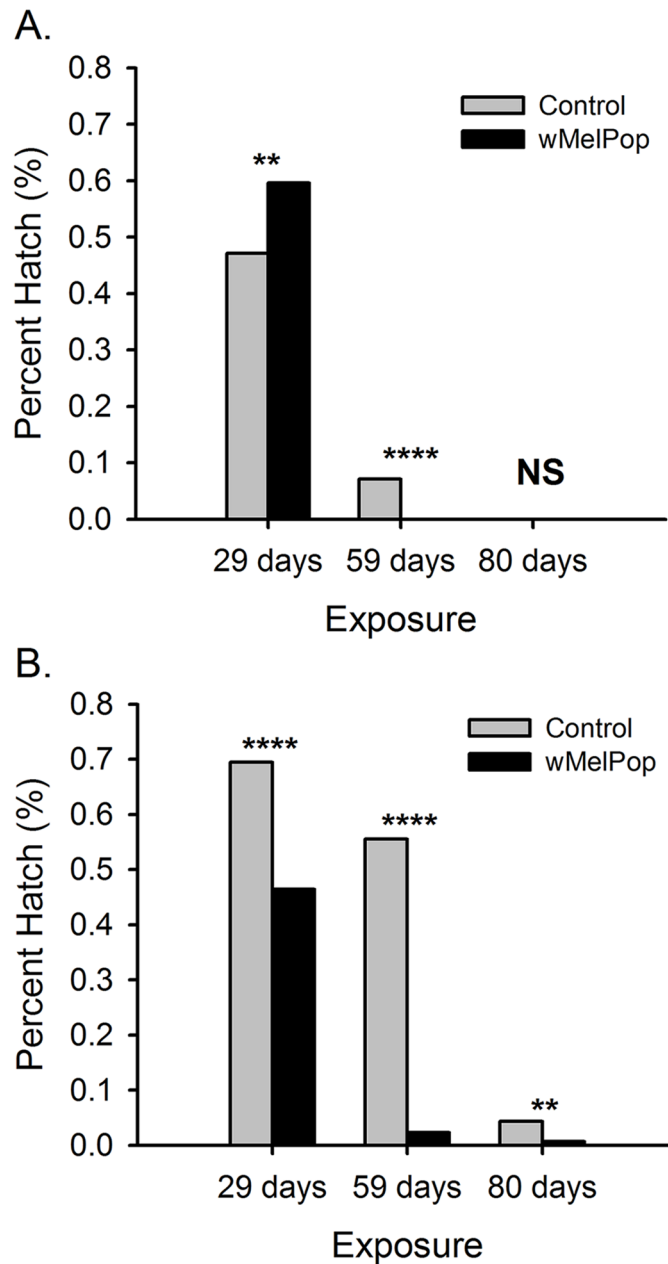 A.
0.8
0.7
0.6
0.5
0.4
0.3
0.2
0.1
0.0
Percent Hatch (%)
Control
wMelPop
**
****
NS
29 days 59 days 80 days
Exposure
B.
0.8
0.7
0.6
0.5
0.4
0.3
0.2
0.1
0.0
Percent Hatch (%)
Control
wMelPop
****
****
**
29 days 59 days 80 days
Exposure